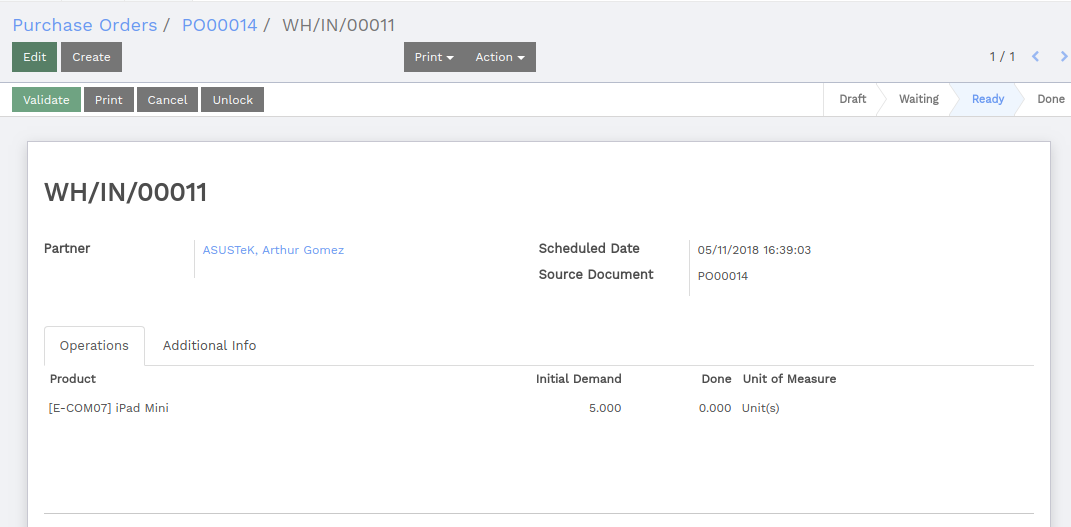 Purchase Orders / PO00014 / WH/IN/00011
Edit Create Print Action 1 / 1
Validate Print Cancel Unlock Draft Waiting Ready Done
WH/IN/00011
Partner ASUSTeK, Arthur Gomez Scheduled Date 05/11/2018 16:39:03
Source Document PO00014
Operations Additional Info
Product Initial Demand Done Unit of Measure
[E-COM07] iPad Mini 5.000 0.000 Unit(s)